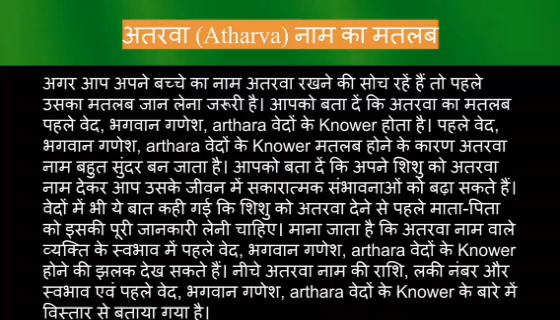 अतरवा (Atharva) नाम का मतलब
अगर आप अपने बच्चे का नाम अतरवा रखने की सोच रहें हैं तो पहले
उसका मतलब जान लेना जरूरी है। आपको बता दें कि अतरवा का मतलब
पहले वेद, भगवान गणेश, arthara वेदों के Knower होता है। पहले वेद,
भगवान गणेश, arthara वेदों के Knower मतलब होने के कारण अतरवा
नाम बहुत सुंदर बन जाता है। आपको बता दें कि अपने शिशु को अतरवा
नाम देकर आप उसके जीवन में सकारात्मक संभावनाओं को बढ़ा सकते हैं।
वेदों में भी ये बात कही गई कि शिशु को अतरवा देने से पहले माता-पिता
को इसकी पूरी जानकारी लेनी चाहिए। माना जाता है कि अतरवा नाम वाले
व्यक्ति के स्वभाव में पहले वेद, भगवान गणेश, arthara वेदों के Knower
होने की झलक देख सकते हैं। नीचे अतरवा नाम की राशि, लकी नंबर और
स्वभाव एवं पहले वेद, भगवान गणेश, arthara वेदों के Knower के बारे में
विस्तार से बताया गया है।